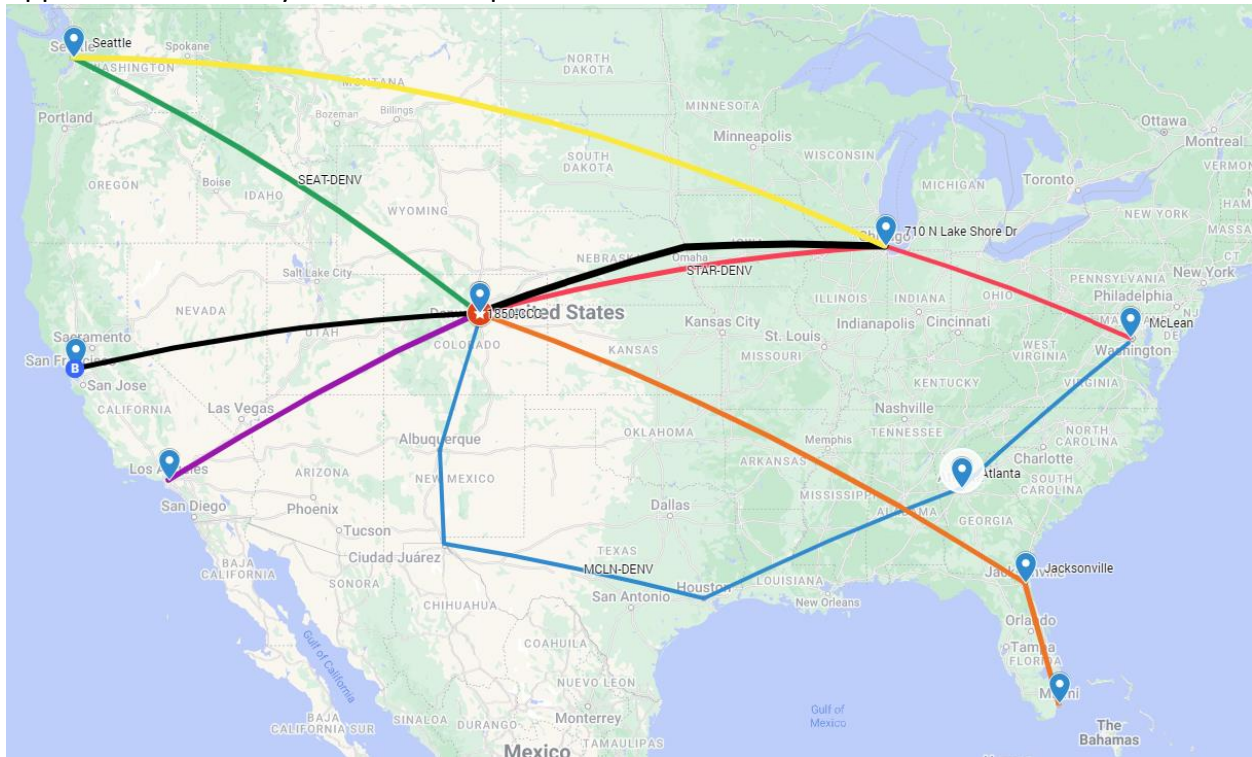 Seattle
Spokane
WASHINGTON
MONTANA
NORTH
DAKOTA
Portland
Bozeman
Billings
MINNESOTA
Minneapolis
Ottawa
Montreal
SEAT-DENV
OREGON
Boise
IDAHO
SOUTH
DAKOTA
WISCONSIN
MICHIGAN
Toronto
WYOMING
NEW YORK
710 N Lake Shore Dr
IOWA
NEBRASKA
Omaha
STAR-DENV
Salt Lake City
PENNSYLVANIA
New York
Philadelphia
NEVADA
United States
ILLINOIS
INDIANA
OHIO
McLean
Sacramento
UTAH
COLORADO
Kansas City
Indianapolis
Cincinnati
St. Louis
Washington
B
San Jose
KANSAS
MISSOURI
WEST
VIRGINIA
CALIFORNIA
Las Vegas
KENTUCKY
VIRGINIA
Nashville
Albuquerque
OKLAHOMA
Memphis
TENNESSEE
NORTH
CAROLINA
Charlotte
Los Angeles
ARIZONA
NEW MEXICO
ARKANSAS
Atlanta
SOUTH
CAROLINA
San Diego
Phoenix
Dallas
MISSISSIPPI
ALABAMA
GEORGIA
Tucson
Ciudad Juárez
TEXAS
MCLN-DENV
Jacksonville
BAJA
CALIFORNIA
SONORA
Houston
LOUISIANA
San Antonio
New Orleans
CHIHUAHUA
Orlando
Tampa
FLORIDA
COAHUILA
Gulf of California
NUEVO LEON
Miami
BAJA
CALIFORNIA SUR
SINALOA
DURANGO
Monterrey
Gulf of
Mexico
The
Bahamas
Mexico
TAMAULIPAS